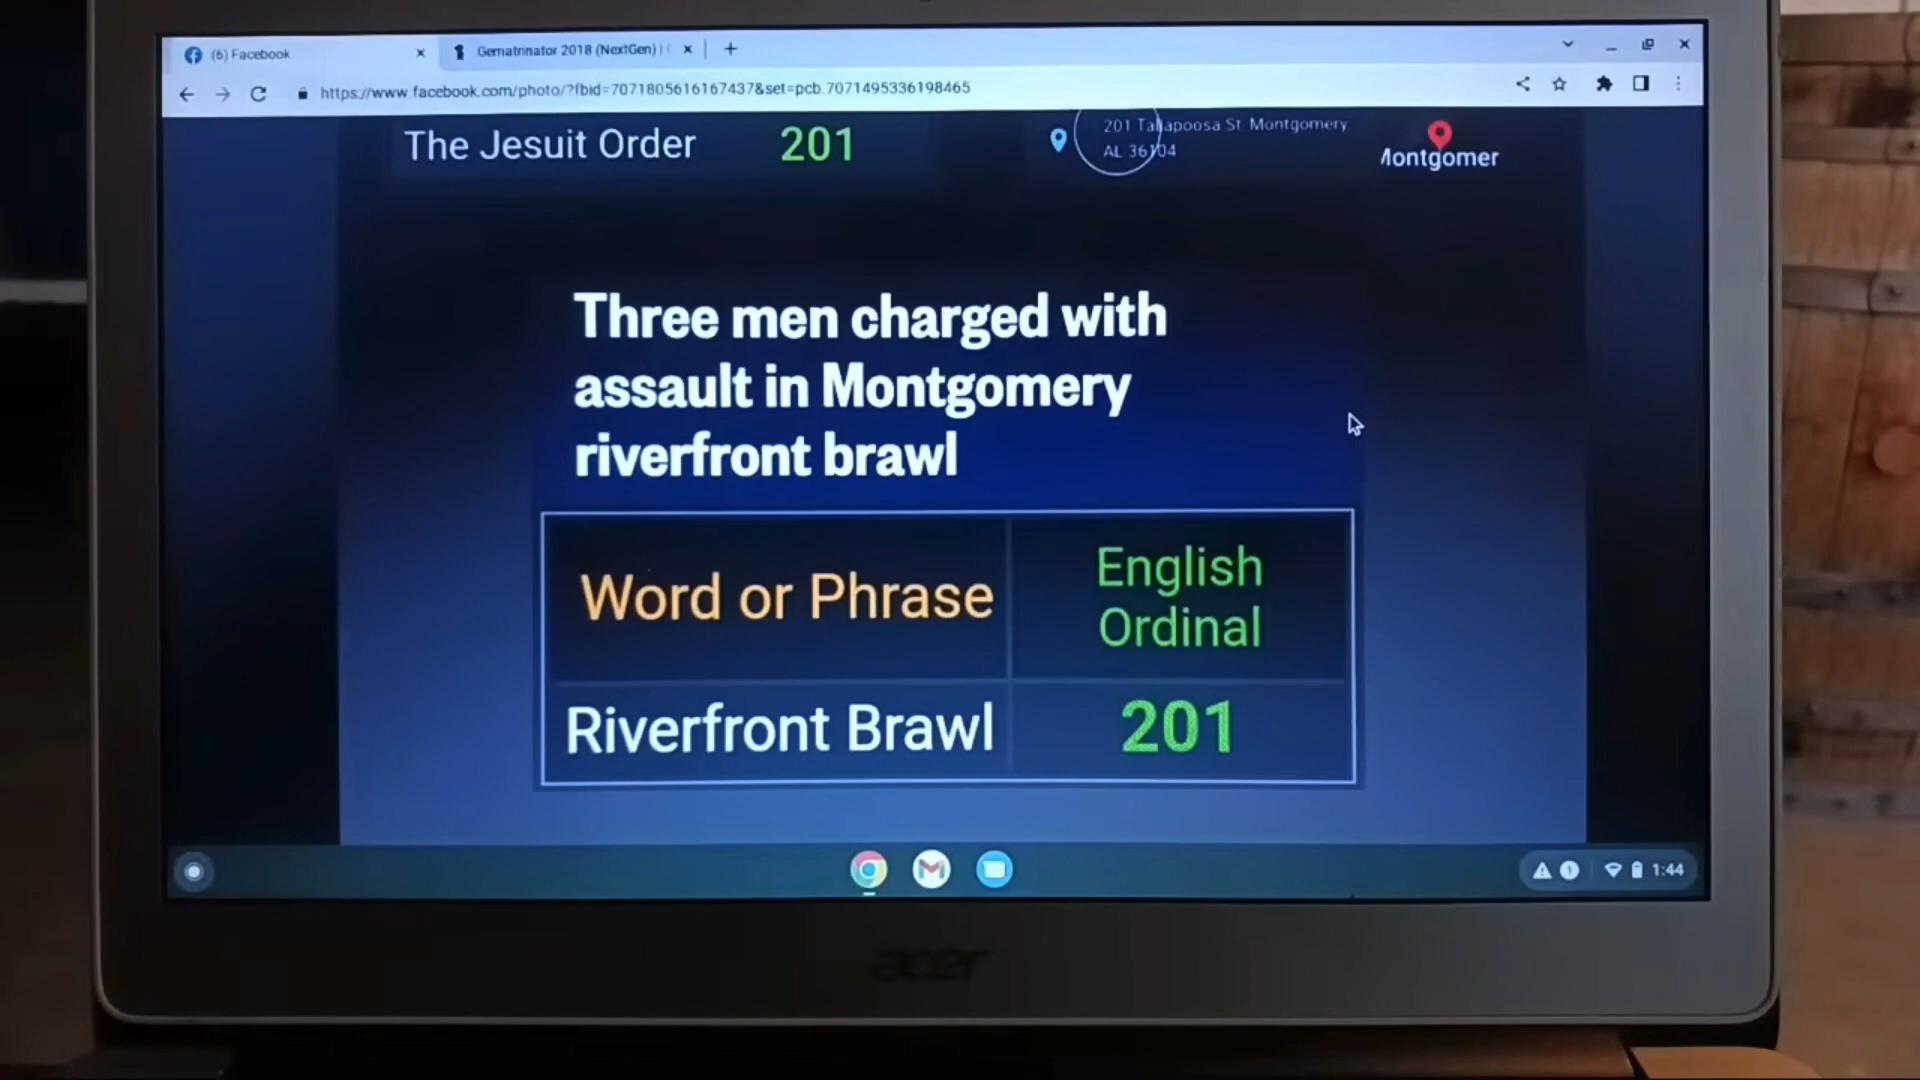 (6) Facebook
Gematrinator 2018 (NextGen) |
https://www.facebook.com/photo/?fbid=7071805616167437&set=pcb.7071495336198465
The Jesuit Order 201
201 Tallapoosa St. Montgomery
AL 36104
Montgomer
Three men charged with
assault in Montgomery
riverfront brawl
Word or Phrase
English
Ordinal
Riverfront Brawl 201
1:44
acer